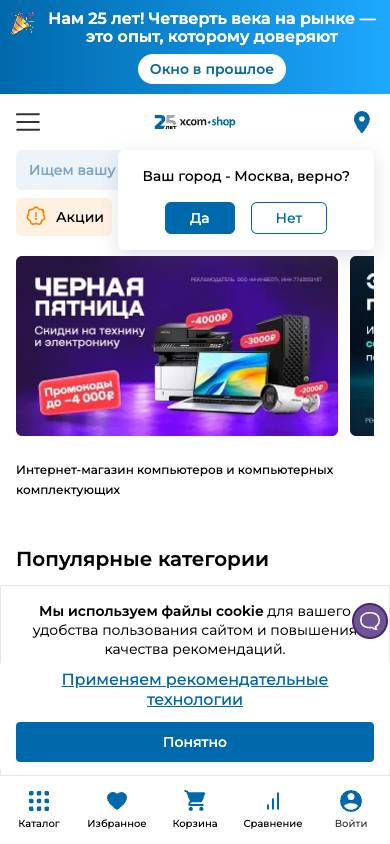 Нам 25 лет! Четверть века на рынке —
это опыт, которому доверяют
Окно в прошлое
25 ЛЕТ xcom-shop
Ищем вашу
Ваш город - Москва, верно?
Да
Нет
Акции
ЧЕРНАЯ
ПЯТНИЦА
Скидки на технику
и электронику
Промокоды
до –4 000₽
–4000₽
–3000₽
–2000₽
Интернет-магазин компьютеров и компьютерных
комплектующих
Популярные категории
Мы используем файлы cookie для вашего
удобства пользования сайтом и повышения
качества рекомендаций.
Применяем рекомендательные
технологии
Понятно
Каталог
Избранное
Корзина
Сравнение
Войти